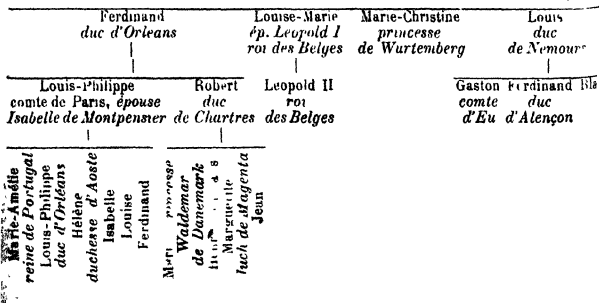 Ferdinand
duc d'Orleans
Louise-Marie
ép. Leopold I
roi des Belges
Marie-Christine
princesse
de Wurtemberg
Louis
duc
de Nemours
Louis-Philippe
comte de Paris, épouse
Isabelle de Montpensier
Robert
duc
de Chartres
Leopold II
roi
des Belges
Gaston
comte
d'Eu
Ferdinand
duc
d'Alençon
Marie-Amélie
reine de Portugal
Louis-Philippe
duc d'Orléans
Hélène
duchesse d'Aoste
Isabelle
Louise
Ferdinand
princesse
Waldemar
de Danemark
Marguerite
de Magenta
Jean